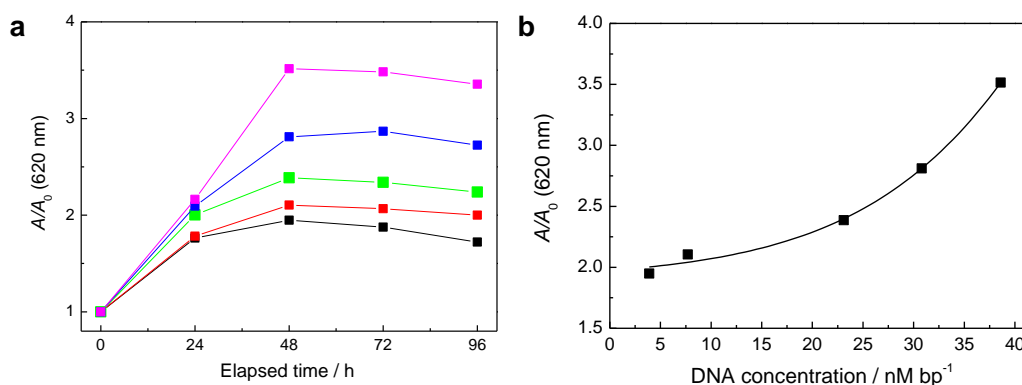 a
A/A₀ (620 nm)
4
3
2
1
0 24 48 72 96
Elapsed time / h
b
A/A₀ (620 nm)
4.0
3.5
3.0
2.5
2.0
1.5
0 5 10 15 20 25 30 35 40
DNA concentration / nM bp⁻¹